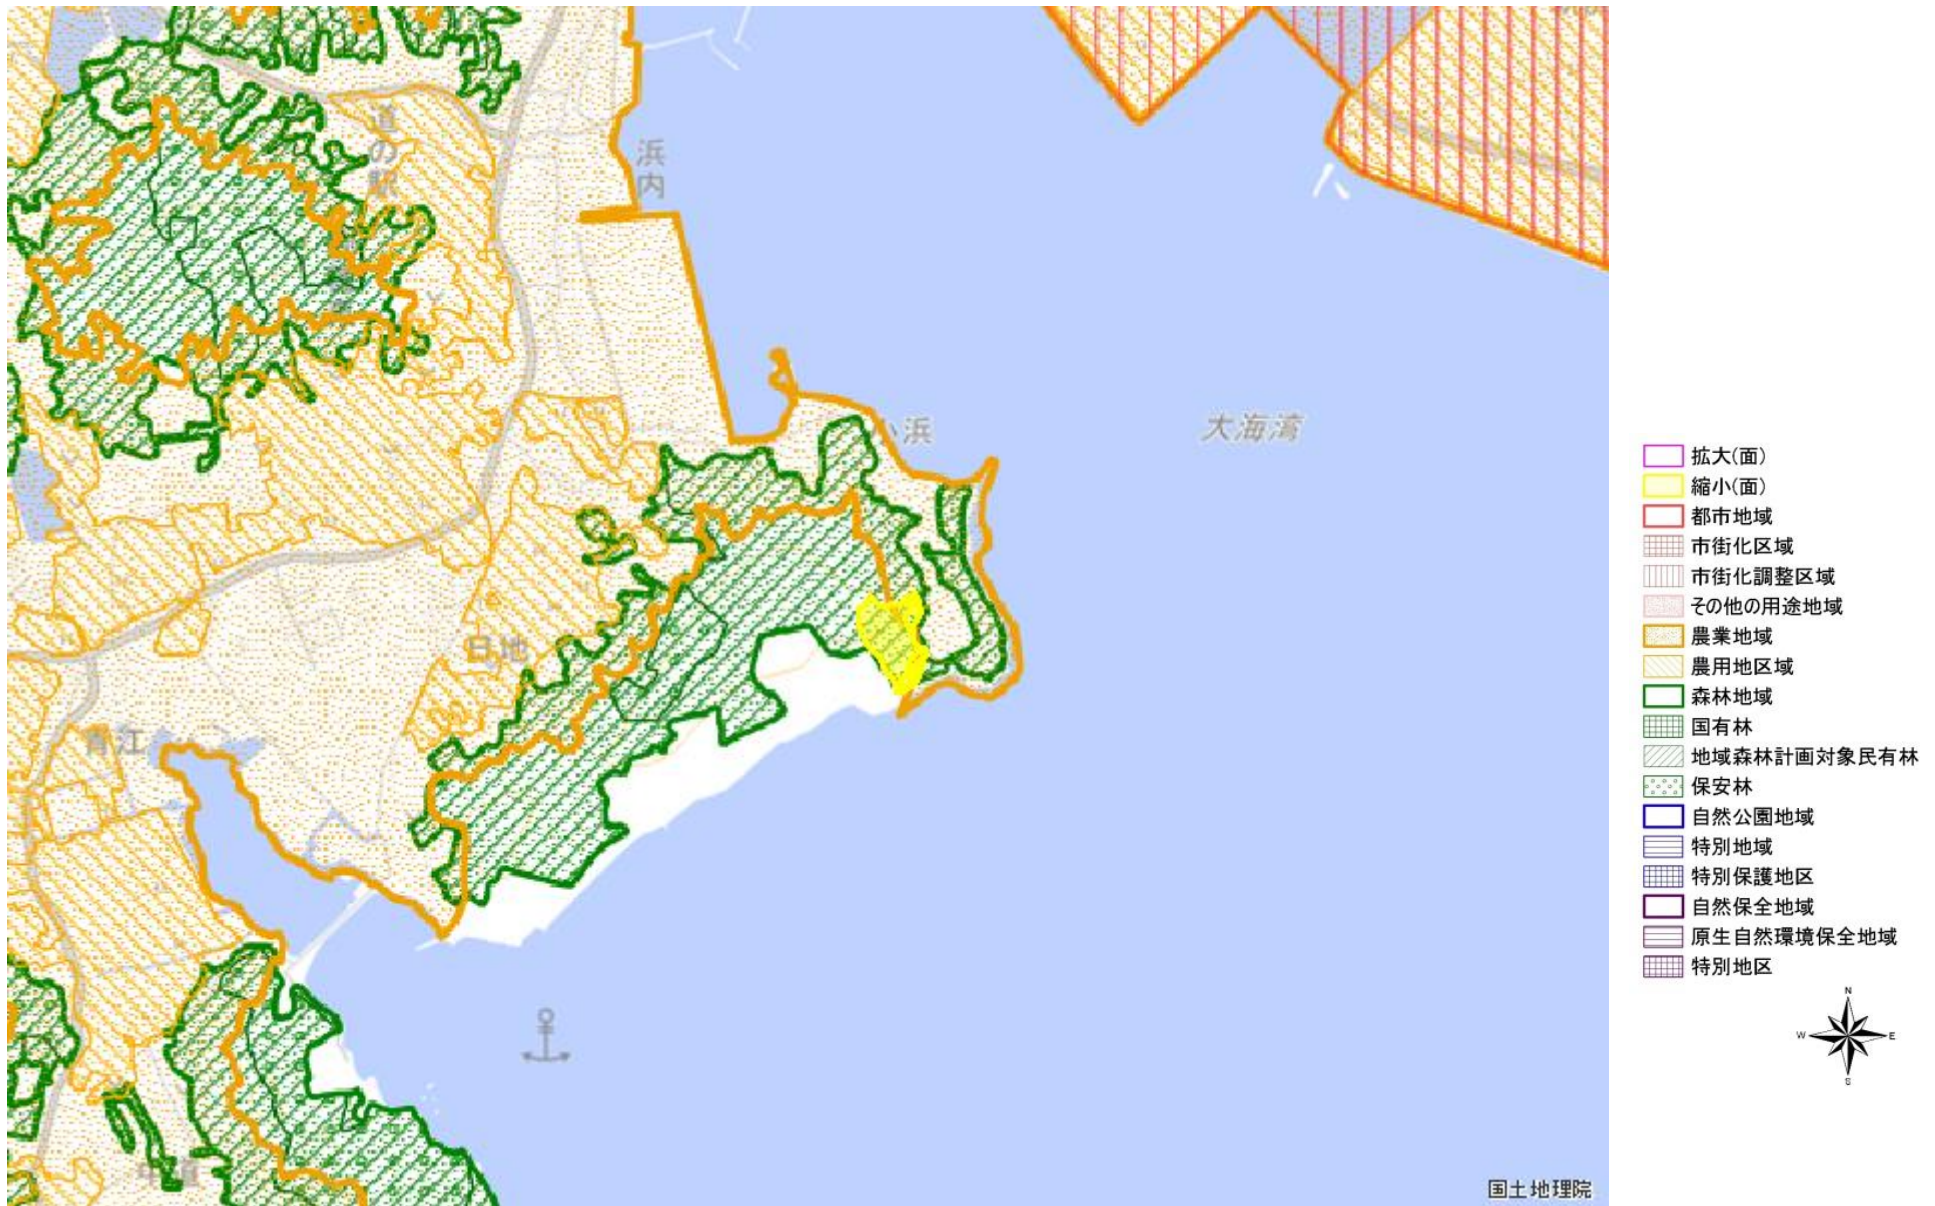 道の駅
浜内
小浜
大海湾
日地
青江
中道
国土地理院
拡大(面)
縮小(面)
都市地域
市街化区域
市街化調整区域
その他の用途地域
農業地域
農用地区域
森林地域
国有林
地域森林計画対象民有林
保安林
自然公園地域
特別地域
特別保護地区
自然保全地域
原生自然環境保全地域
特別地区
N
W
E
S